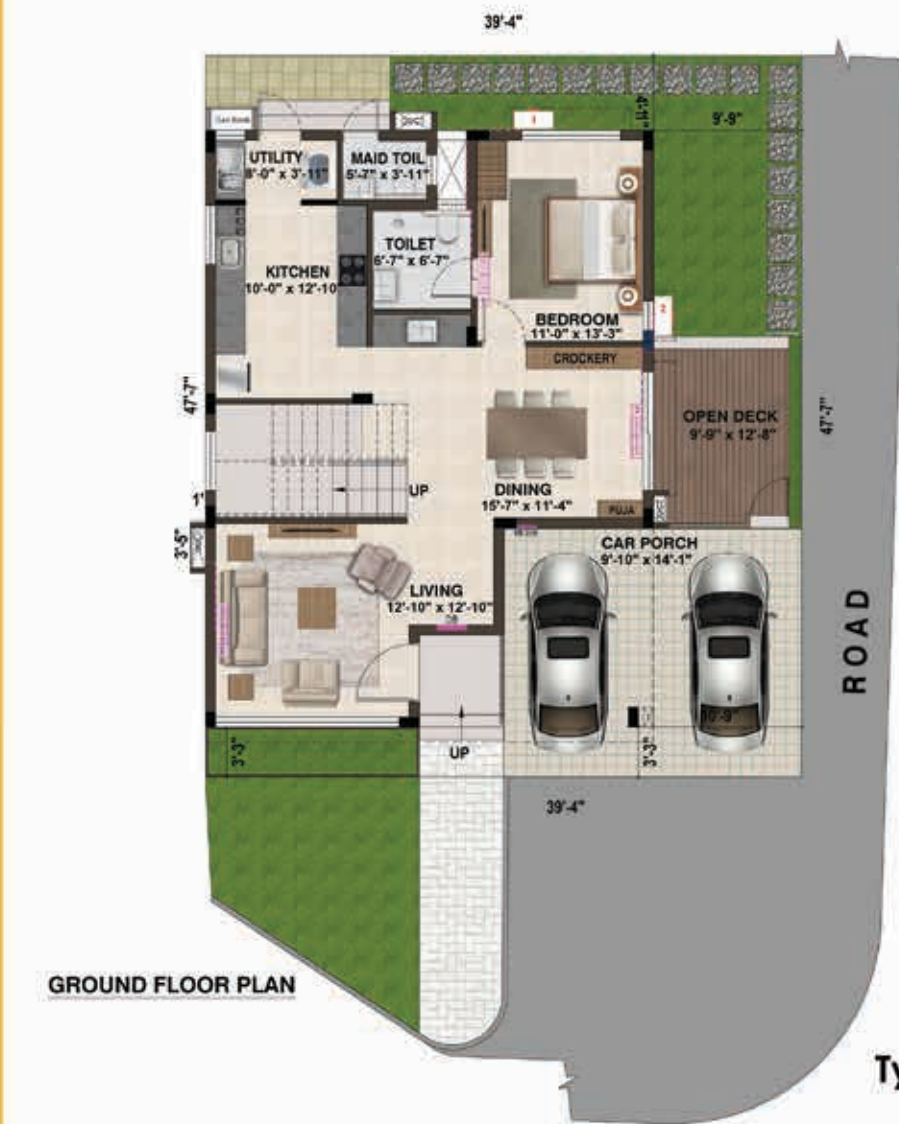 39'-4"
4'-11"
9'-9"
1
UTILITY
8'-0" x 3'-11"
MAID TOIL
5'-7" x 3'-11"
TOILET
6'-7" x 6'-7"
KITCHEN
10'-0" x 12'-10
BEDROOM
11'-0" x 13'-3"
2
CROCKERY
47'-7"
OPEN DECK
9'-9" x 12'-8"
47'-7"
UP
DINING
15'-7" x 11'-4"
1'
PUJA
3'-5"
CAR PORCH
9'-10" x 14'-1"
LIVING
12'-10" x 12'-10"
ROAD
UP
3'-3"
3'-3"
39'-4"
GROUND FLOOR PLAN
Ty